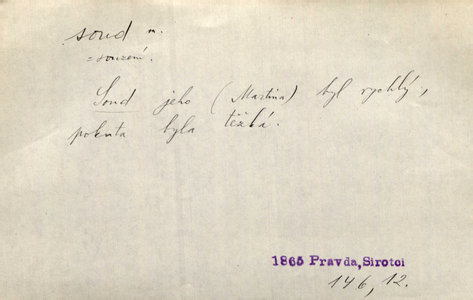 soud m.
= souzení.
Soud jeho (Martina) byl rychlý,
pokuta byla těžká.
1865 Pravda, Sirotci
146, 12.